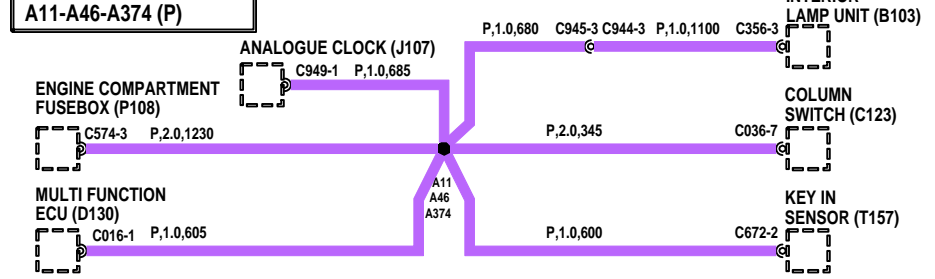 A11-A46-A374 (P)
INTERIOR
LAMP UNIT (B103)
P,1.0,680 C945-3 C944-3 P,1.0,1100 C356-3
ANALOGUE CLOCK (J107)
C949-1 P,1.0,685
ENGINE COMPARTMENT
FUSEBOX (P108)
C574-3 P,2.0,1230
COLUMN
SWITCH (C123)
P,2.0,345 C036-7
A11
A46
A374
MULTI FUNCTION
ECU (D130)
C016-1 P,1.0,605
KEY IN
SENSOR (T157)
P,1.0,600 C672-2